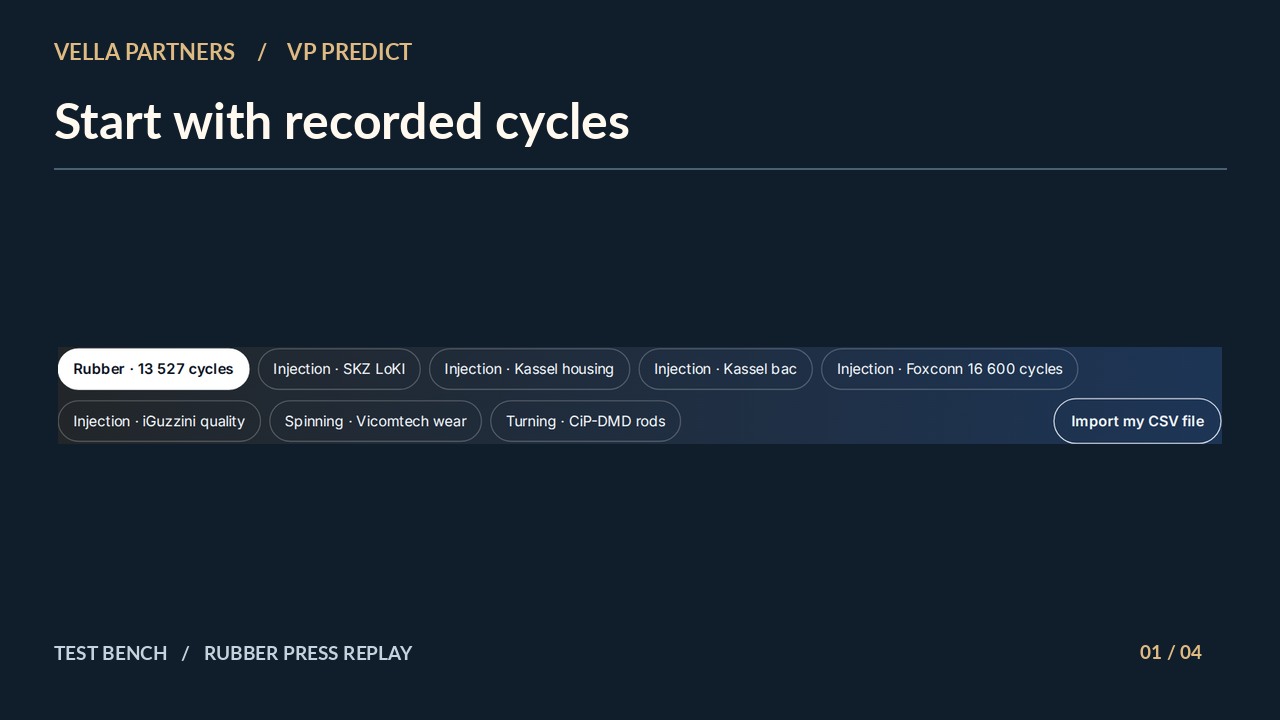 VELLA PARTNERS / VP PREDICT
Start with recorded cycles
Rubber · 13 527 cycles
Injection · SKZ LoKI
Injection · Kassel housing
Injection · Kassel bac
Injection · Foxconn 16 600 cycles
Injection · iGuzzini quality
Spinning · Vicomtech wear
Turning · CiP-DMD rods
Import my CSV file
TEST BENCH / RUBBER PRESS REPLAY
01 / 04